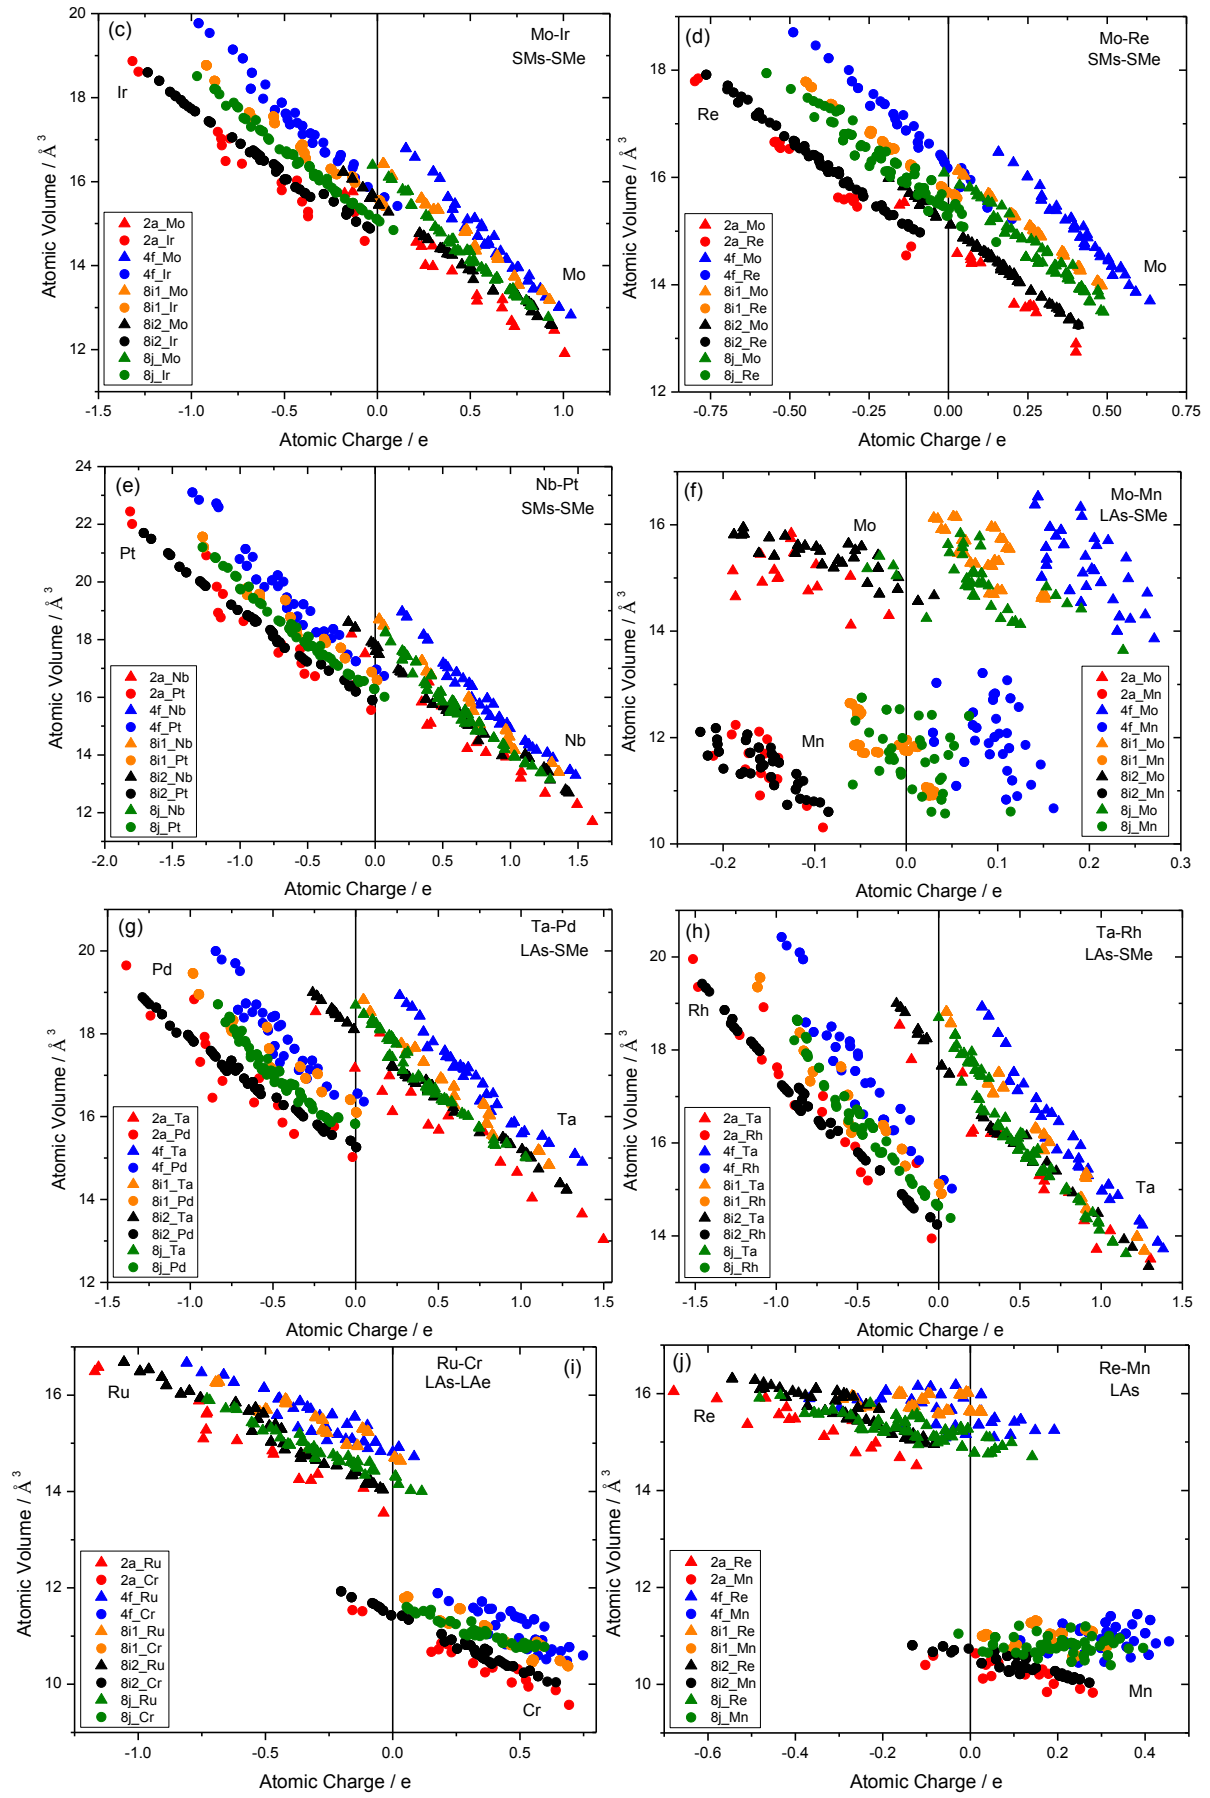 (c)
Mo-Ir
SMs-SMe
Ir
Mo
2a_Mo
2a_Ir
4f_Mo
4f_Ir
8i1_Mo
8i1_Ir
8i2_Mo
8i2_Ir
8j_Mo
8j_Ir
20
18
16
14
12
-1.5
-1.0
-0.5
0.0
0.5
1.0
Atomic Volume / Å ³
Atomic Charge / e
(d)
Mo-Re
SMs-SMe
Re
Mo
2a_Mo
2a_Re
4f_Mo
4f_Re
8i1_Mo
8i1_Re
8i2_Mo
8i2_Re
8j_Mo
8j_Re
18
16
14
12
-0.75
-0.50
-0.25
0.00
0.25
0.50
0.75
Atomic Volume / Å ³
Atomic Charge / e
(e)
Nb-Pt
SMs-SMe
Pt
Nb
2a_Nb
2a_Pt
4f_Nb
4f_Pt
8i1_Nb
8i1_Pt
8i2_Nb
8i2_Pt
8j_Nb
8j_Pt
24
22
20
18
16
14
12
-2.0
-1.5
-1.0
-0.5
0.0
0.5
1.0
1.5
Atomic Volume / Å ³
Atomic Charge / e
(f)
Mo-Mn
LAs-SMe
Mo
Mn
2a_Mo
2a_Mn
4f_Mo
4f_Mn
8i1_Mo
8i1_Mn
8i2_Mo
8i2_Mn
8j_Mo
8j_Mn
16
14
12
10
-0.2
-0.1
0.0
0.1
0.2
0.3
Atomic Volume / Å ³
Atomic Charge / e
(g)
Ta-Pd
LAs-SMe
Pd
Ta
2a_Ta
2a_Pd
4f_Ta
4f_Pd
8i1_Ta
8i1_Pd
8i2_Ta
8i2_Pd
8j_Ta
8j_Pd
20
18
16
14
12
-1.5
-1.0
-0.5
0.0
0.5
1.0
1.5
Atomic Volume / Å ³
Atomic Charge / e
(h)
Ta-Rh
LAs-SMe
Rh
Ta
2a_Ta
2a_Rh
4f_Ta
4f_Rh
8i1_Ta
8i1_Rh
8i2_Ta
8i2_Rh
8j_Ta
8j_Rh
20
18
16
14
-1.5
-1.0
-0.5
0.0
0.5
1.0
1.5
Atomic Volume / Å ³
Atomic Charge / e
(i)
Ru-Cr
LAs-LAe
Ru
Cr
2a_Ru
2a_Cr
4f_Ru
4f_Cr
8i1_Ru
8i1_Cr
8i2_Ru
8i2_Cr
8j_Ru
8j_Cr
16
14
12
10
-1.0
-0.5
0.0
0.5
Atomic Volume / Å ³
Atomic Charge / e
(j)
Re-Mn
LAs
Re
Mn
2a_Re
2a_Mn
4f_Re
4f_Mn
8i1_Re
8i1_Mn
8i2_Re
8i2_Mn
8j_Re
8j_Mn
16
14
12
10
-0.6
-0.4
-0.2
0.0
0.2
0.4
Atomic Volume / Å ³
Atomic Charge / e